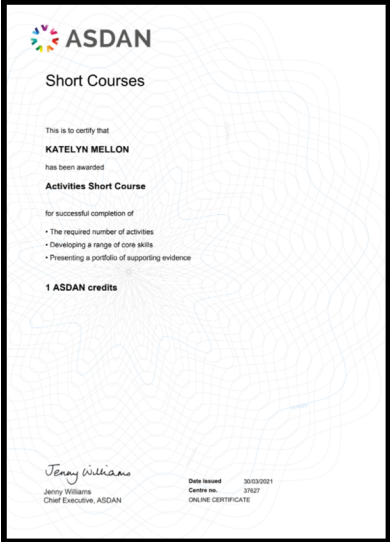 ASDAN
Short Courses
This is to certify that
KATELYN MELLON
has been awarded
Activities Short Course
for successful completion of
• The required number of activities
• Developing a range of core skills
• Presenting a portfolio of supporting evidence
1 ASDAN credits
Jenny Williams
Jenny Williams
Chief Executive, ASDAN
Date issued 30/03/2021
Centre no. 37627
ONLINE CERTIFICATE